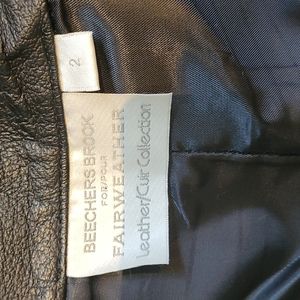 2
BEECHERS BROOK
FOR/POUR
FAIRWEATHER
Leather/Cuir Collection